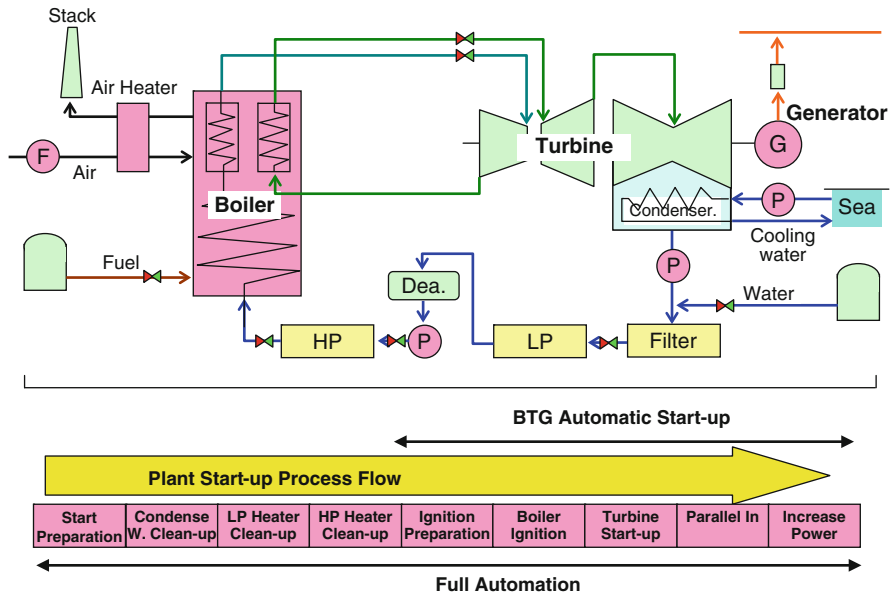 Stack
Air Heater
F
Air
Boiler
Fuel
Turbine
Generator
G
Condenser.
P
Sea
Cooling
water
P
Water
Dea.
HP
P
LP
Filter
BTG Automatic Start-up
Plant Start-up Process Flow
Start
Preparation
Condense
W. Clean-up
LP Heater
Clean-up
HP Heater
Clean-up
Ignition
Preparation
Boiler
Ignition
Turbine
Start-up
Parallel In
Increase
Power
Full Automation